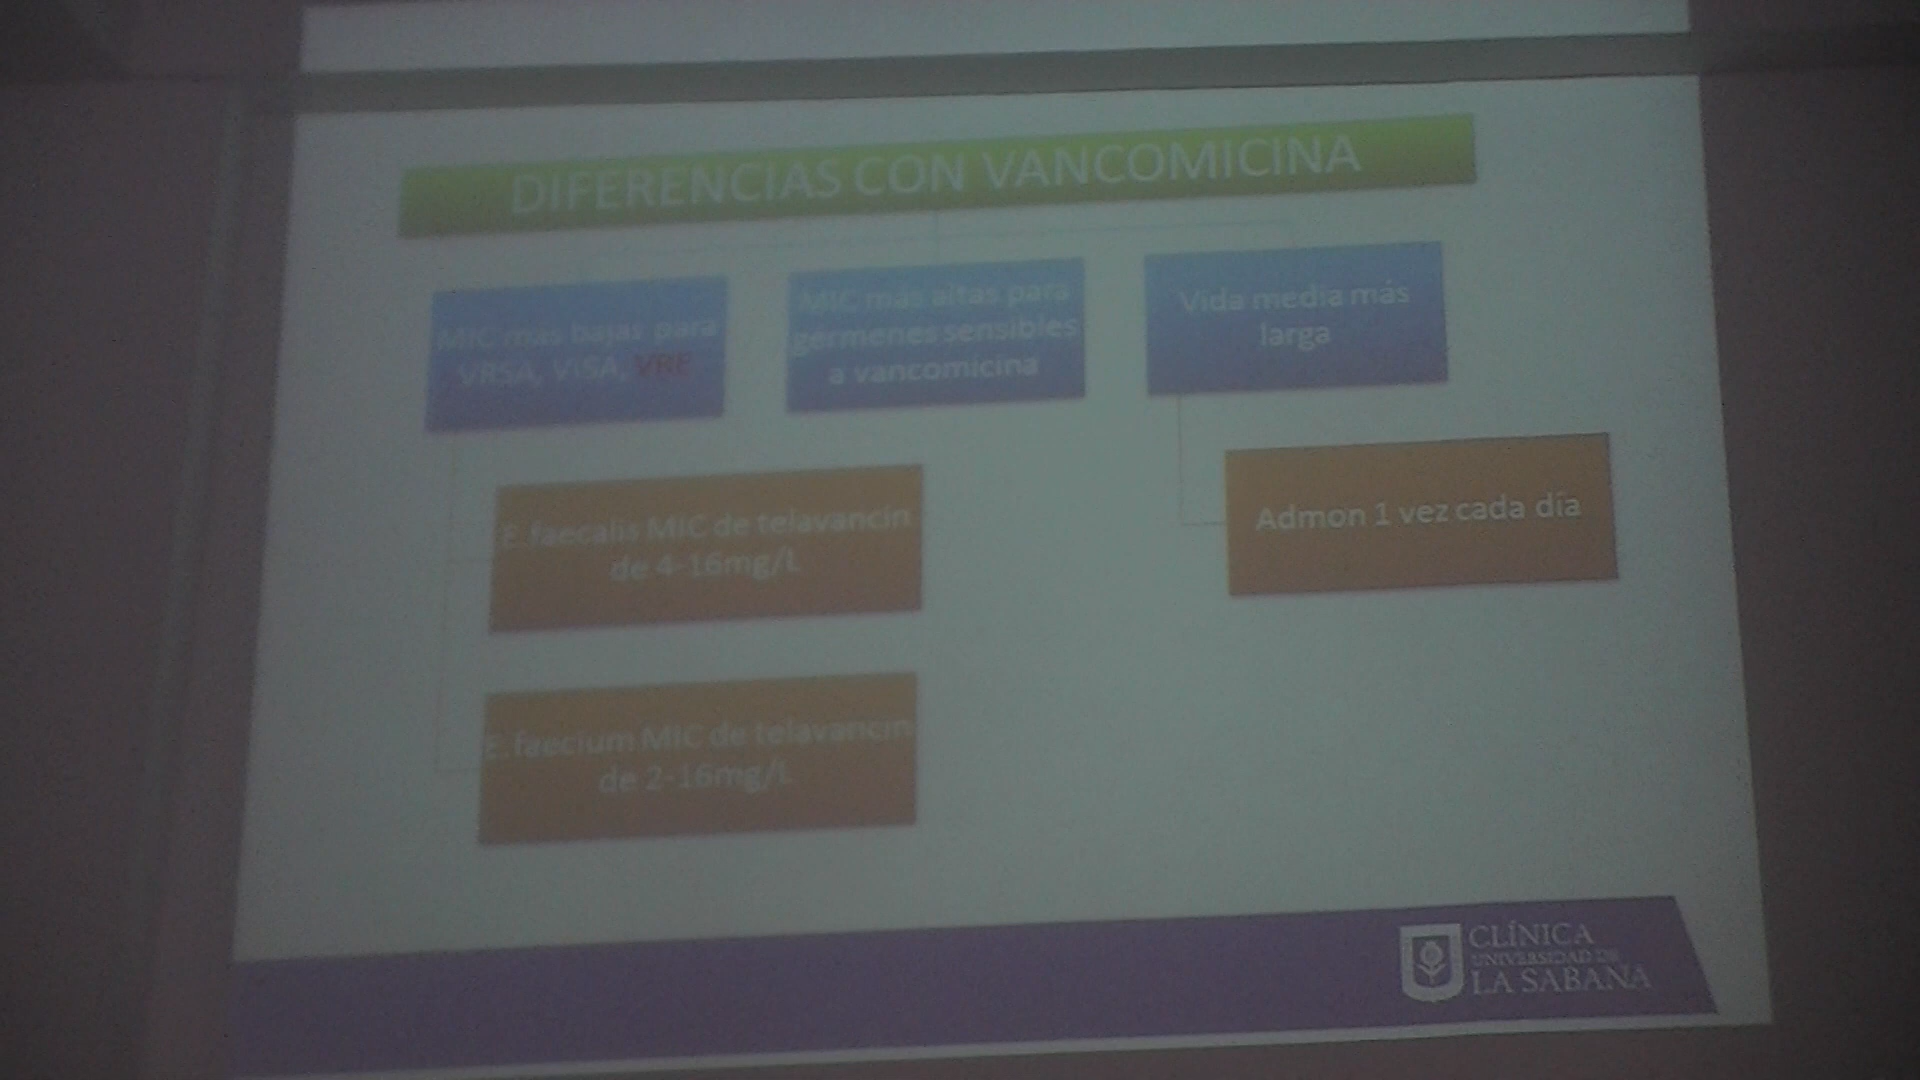 DIFERENCIAS CON VANCOMICINA
MIC más bajas para
VRSA, VISA, VRE
MIC más altas para
gérmenes sensibles
a vancomicina
Vida media más
larga
E. faecalis MIC de telavancin
de 4-16mg/L
Admon 1 vez cada día
E. faecium MIC de telavancin
de 2-16mg/L
CLÍNICA
UNIVERSIDAD DE
LA SABANA